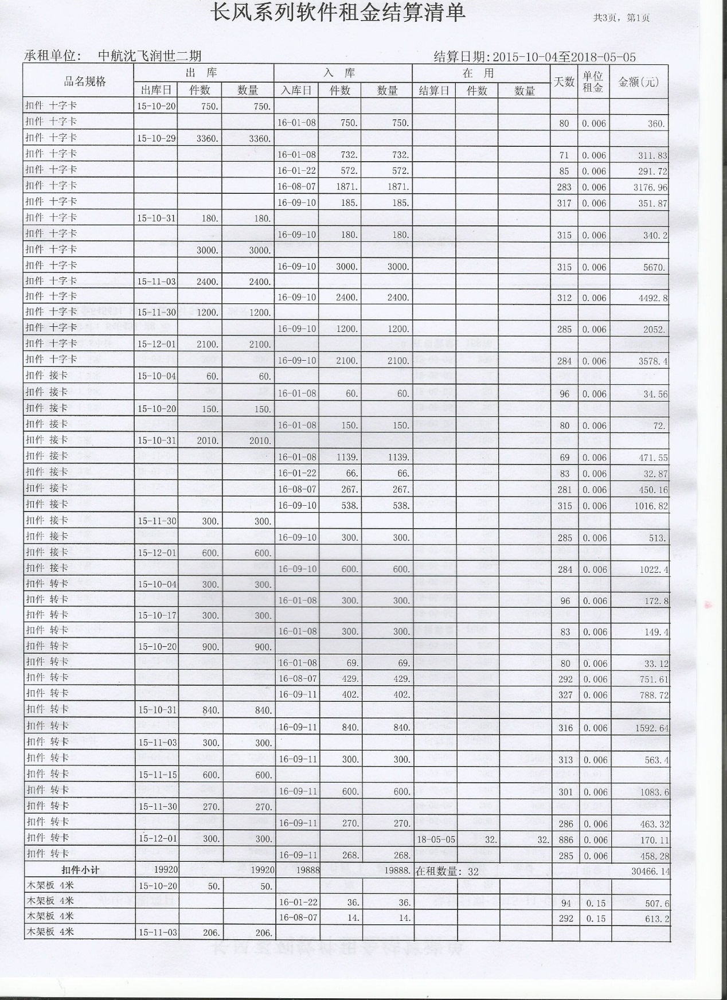 长风系列软件租金结算清单
共3页，第1页
承租单位： 中航沈飞润世二期 结算日期:2015-10-04至2018-05-05
品名规格 出 库 入 库 在 用 天数 单位租金 金额(元)
出库日 件数 数量 入库日 件数 数量 结算日 件数 数量
扣件 十字卡 15-10-20 750. 750.
扣件 十字卡 16-01-08 750. 750. 80 0.006 360.
扣件 十字卡 15-10-29 3360. 3360.
扣件 十字卡 16-01-08 732. 732. 71 0.006 311.83
扣件 十字卡 16-01-22 572. 572. 85 0.006 291.72
扣件 十字卡 16-08-07 1871. 1871. 283 0.006 3176.96
扣件 十字卡 16-09-10 185. 185. 317 0.006 351.87
扣件 十字卡 15-10-31 180. 180.
扣件 十字卡 16-09-10 180. 180. 315 0.006 340.2
扣件 十字卡 3000. 3000.
扣件 十字卡 16-09-10 3000. 3000. 315 0.006 5670.
扣件 十字卡 15-11-03 2400. 2400.
扣件 十字卡 16-09-10 2400. 2400. 312 0.006 4492.8
扣件 十字卡 15-11-30 1200. 1200.
扣件 十字卡 16-09-10 1200. 1200. 285 0.006 2052.
扣件 十字卡 15-12-01 2100. 2100.
扣件 十字卡 16-09-10 2100. 2100. 284 0.006 3578.4
扣件 接卡 15-10-04 60. 60.
扣件 接卡 16-01-08 60. 60. 96 0.006 34.56
扣件 接卡 15-10-20 150. 150.
扣件 接卡 16-01-08 150. 150. 80 0.006 72.
扣件 接卡 15-10-31 2010. 2010.
扣件 接卡 16-01-08 1139. 1139. 69 0.006 471.55
扣件 接卡 16-01-22 66. 66. 83 0.006 32.87
扣件 接卡 16-08-07 267. 267. 281 0.006 450.16
扣件 接卡 16-09-10 538. 538. 315 0.006 1016.82
扣件 接卡 15-11-30 300. 300.
扣件 接卡 16-09-10 300. 300. 285 0.006 513.
扣件 接卡 15-12-01 600. 600.
扣件 接卡 16-09-10 600. 600. 284 0.006 1022.4
扣件 转卡 15-10-04 300. 300.
扣件 转卡 16-01-08 300. 300. 96 0.006 172.8
扣件 转卡 15-10-17 300. 300.
扣件 转卡 16-01-08 300. 300. 83 0.006 149.4
扣件 转卡 15-10-20 900. 900.
扣件 转卡 16-01-08 69. 69. 80 0.006 33.12
扣件 转卡 16-08-07 429. 429. 292 0.006 751.61
扣件 转卡 16-09-11 402. 402. 327 0.006 788.72
扣件 转卡 15-10-31 840. 840.
扣件 转卡 16-09-11 840. 840. 316 0.006 1592.64
扣件 转卡 15-11-03 300. 300.
扣件 转卡 16-09-11 300. 300. 313 0.006 563.4
扣件 转卡 15-11-15 600. 600.
扣件 转卡 16-09-11 600. 600. 301 0.006 1083.6
扣件 转卡 15-11-30 270. 270.
扣件 转卡 16-09-11 270. 270. 286 0.006 463.32
扣件 转卡 15-12-01 300. 300. 18-05-05 32. 32. 886 0.006 170.11
扣件 转卡 16-09-11 268. 268. 285 0.006 458.28
扣件小计 19920 19920 19888 19888. 在租数量: 32 30466.14
木架板 4米 15-10-20 50. 50.
木架板 4米 16-01-22 36. 36. 94 0.15 507.6
木架板 4米 16-08-07 14. 14. 292 0.15 613.2
木架板 4米 15-11-03 206. 206.